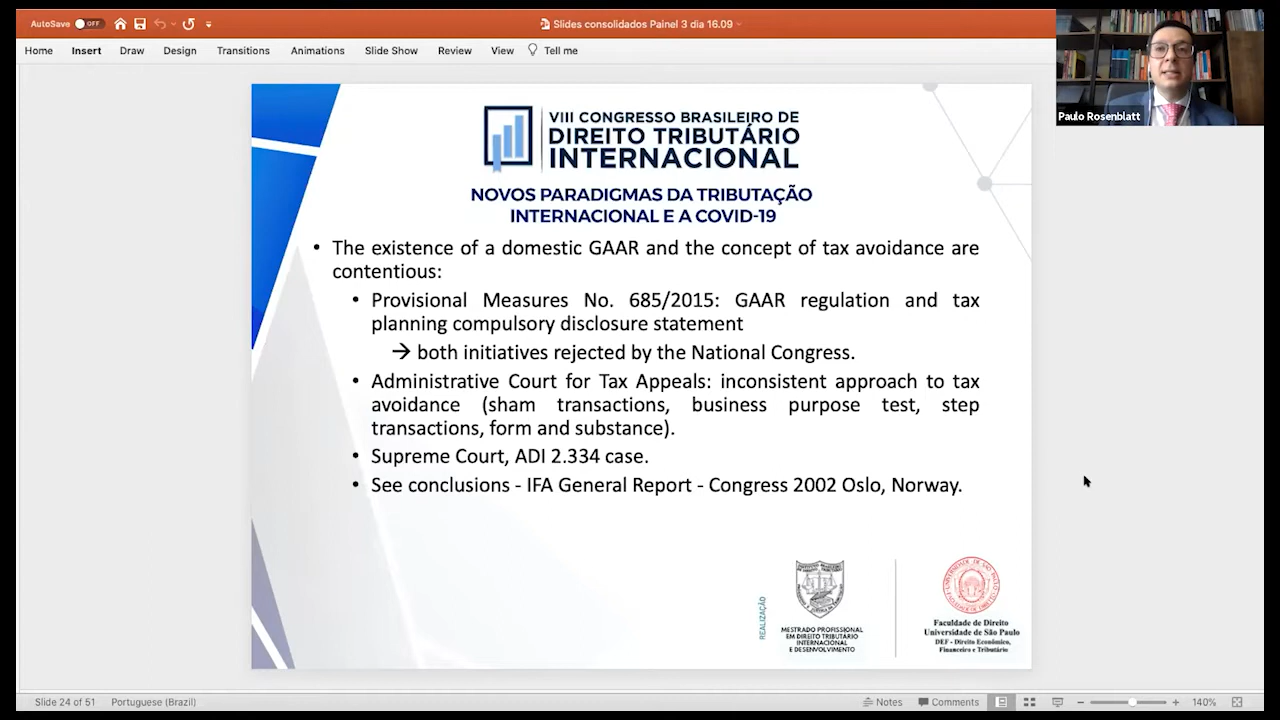 AutoSave OFF
Slides consolidados Painel 3 dia 16.09
Home Insert Draw Design Transitions Animations Slide Show Review View Tell me
Paulo Rosenblatt
VIII CONGRESSO BRASILEIRO DE
DIREITO TRIBUTÁRIO
INTERNACIONAL
NOVOS PARADIGMAS DA TRIBUTAÇÃO
INTERNACIONAL E A COVID-19
• The existence of a domestic GAAR and the concept of tax avoidance are
contentious:
• Provisional Measures No. 685/2015: GAAR regulation and tax
planning compulsory disclosure statement
→ both initiatives rejected by the National Congress.
• Administrative Court for Tax Appeals: inconsistent approach to tax
avoidance (sham transactions, business purpose test, step
transactions, form and substance).
• Supreme Court, ADI 2.334 case.
• See conclusions - IFA General Report - Congress 2002 Oslo, Norway.
REALIZAÇÃO
MESTRADO PROFISSIONAL
EM DIREITO TRIBUTÁRIO
INTERNACIONAL
E DESENVOLVIMENTO
Faculdade de Direito
Universidade de São Paulo
DEF - Direito Econômico,
Financeiro e Tributário
Slide 24 of 51 Portuguese (Brazil) Notes Comments 140%